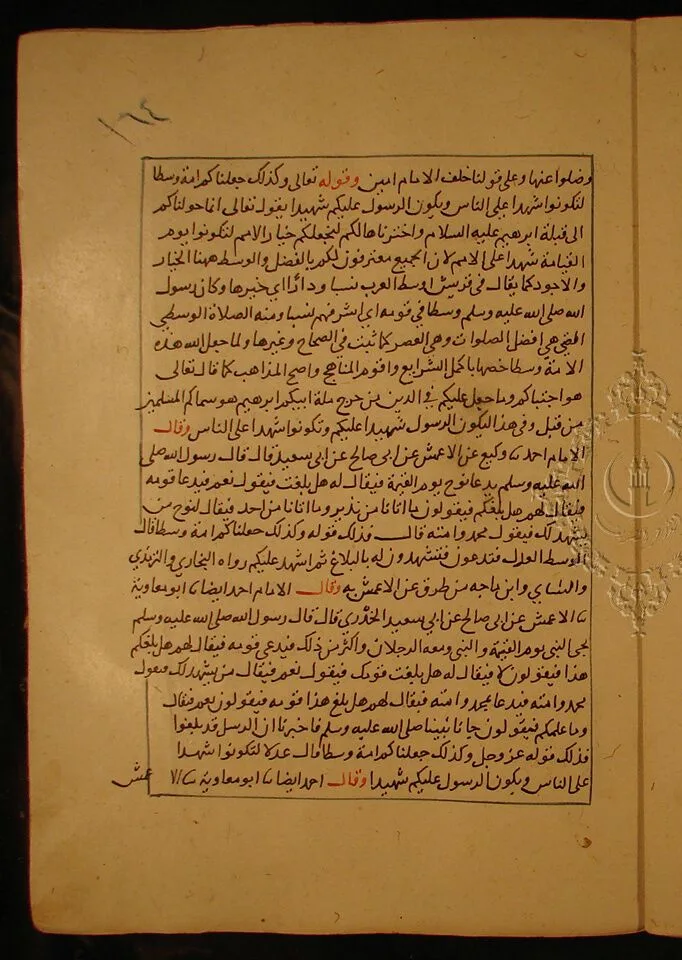 ١٦٤
وضلوا عنها وعلى قولنا خلف الامام امين وقوله تعالى وكذلك جعلناكم امة وسطا
لتكونوا شهدا على الناس ويكون الرسول عليكم شهيدا يقول تعالى انما حولناكم
الى قبلة ابرهيم عليه السلام واخترناها لكم لنجعلكم خيار الامم لتكونوا يوم
القيامة شهدا على الامم لان الجميع معترفون لكم بالفضل والوسط ههنا الخيار
والاجود كما يقال في قريش اوسط العرب نسبا ودارا اي خيرها وكان رسول
الله صلى الله عليه وسلم وسطا في قومه اي اشرفهم نسبا ومنه الصلاة الوسطى
التي هي افضل الصلوات وهي العصر كما ثبت في الصحاح وغيرها ولما جعل الله هذه
الامة وسطا خصها باكمل الشرايع واقوم المناهج واصح المذاهب كما قال تعالى
هو اجتباكم وما جعل عليكم في الدين من حرج ملة ابيكم ابرهيم هو سماكم المسلمين
من قبل وفي هذا ليكون الرسول شهيدا عليكم وتكونوا شهدا على الناس وقال
الامام احمد ثنا وكيع عن الاعمش عن ابي صالح عن ابي سعيد قال قال رسول الله صلى
الله عليه وسلم يدعا نوح يوم القيمة فيقال له هل بلغت فيقول نعم فيدعا قومه
فيقال لهم هل بلغكم فيقولون ما اتانا من نذير وما اتانا من احد فيقال لنوح من
يشهد لك فيقول محمد وامته قال فذلك قوله وكذلك جعلناكم امة وسطا قال
الوسط العدل فتدعون فتشهدون له بالبلاغ ثم اشهد عليكم رواه البخاري والترمذي
والنساي وابن ماجه من طرق عن الاعمش به وقال الامام احمد ايضا ثنا ابو معاوية
ثنا الاعمش عن ابي صالح عن ابي سعيد الخدري قال قال رسول الله صلى الله عليه وسلم
يجي النبي يوم القيمة والنبي ومعه الرجلان واكثر من ذلك فيدعى قومه فيقال لهم هل بلغكم
هذا فيقولون لا فيقال له هل بلغت قومك فيقول نعم فيقال من يشهد لك فيقول
محمد وامته فيدعا محمد وامته فيقال لهم هل بلغ هذا قومه فيقولون نعم فيقال
وما علمكم فيقولون جانا نبينا صلى الله عليه وسلم فاخبرنا ان الرسل قد بلغوا
فذلك قوله عز وجل وكذلك جعلناكم امة وسطا قال عدلا لتكونوا شهدا
على الناس ويكون الرسول عليكم شهيدا وقال احمد ايضا ثنا ابو معاوية ثنا الا
عمش